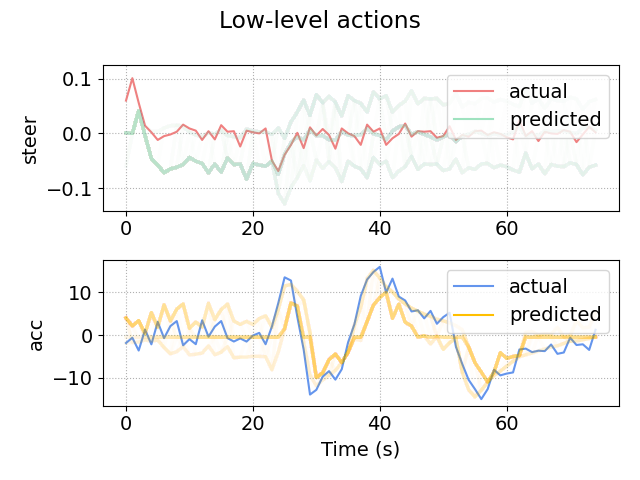 Low-level actions
steer
0.1
0.0
−0.1
actual
predicted
0
20
40
60
acc
10
0
−10
actual
predicted
0
20
40
60
Time (s)